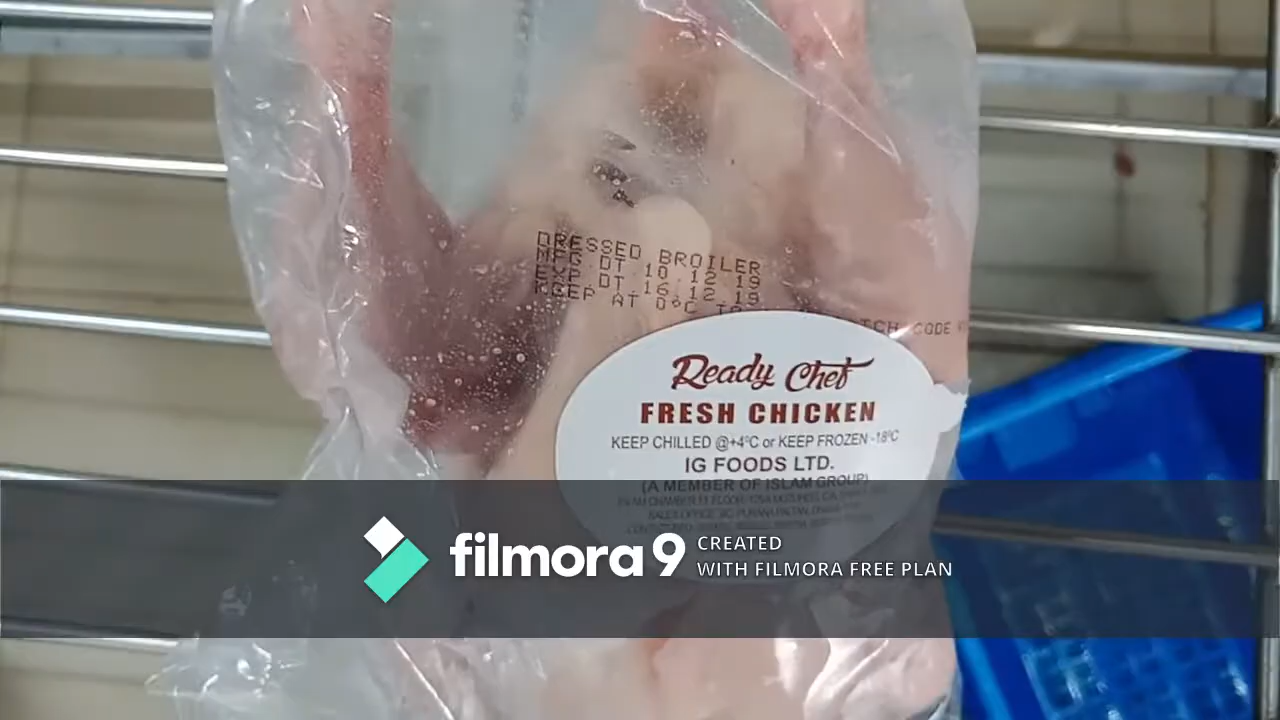 DRESSED BROILER
MFG.DT.10.12.19
EXP.DT.16.12.19
KEEP AT 0°C TO
CODE
Ready Chef
FRESH CHICKEN
KEEP CHILLED @+4°C or KEEP FROZEN -18°C
IG FOODS LTD.
(A MEMBER OF ISLAM GROUP)
filmora9
CREATED
WITH FILMORA FREE PLAN